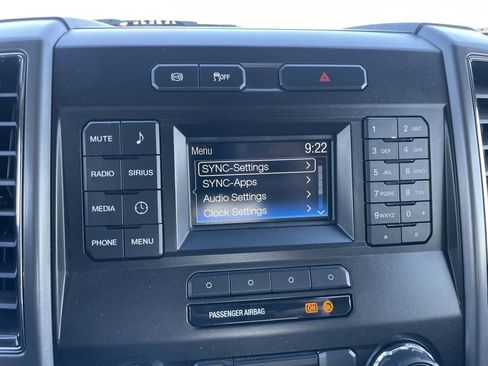 OFF
MUTE
RADIO SIRIUS
MEDIA
PHONE MENU
Menu 9:22
SYNC-Settings >
SYNC-Apps >
Audio Settings >
Clock Settings
1 2 ABC
3 DEF 4 GHI
5 JKL 6 MNO
7 PQRS 8 TUV
9 WXYZ 0 +
* #
PASSENGER AIRBAG ON